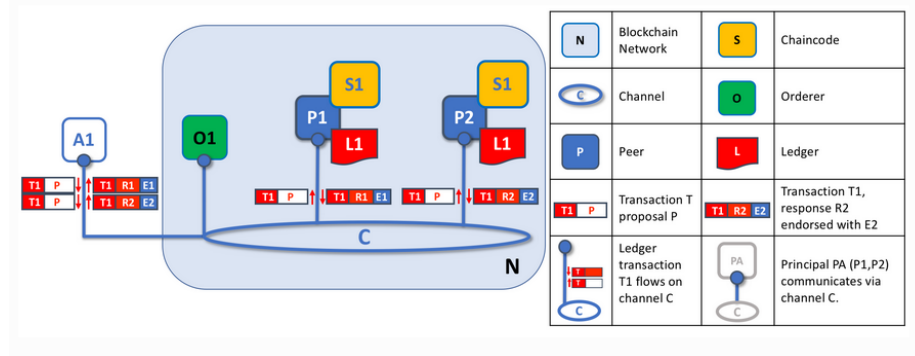 S1
S1
P1
P2
A1
O1
L1
L1
T1 P T1 R1 E1
T1 P T1 R2 E2
T1 P T1 R1 E1
T1 P T1 R2 E2
C
N
N
Blockchain
Network
S
Chaincode
C
Channel
O
Orderer
P
Peer
L
Ledger
T1 P
Transaction T
proposal P
T1 R2 E2
Transaction T1,
response R2
endorsed with E2
T
T
C
Ledger
transaction
T1 flows on
channel C
PA
C
Principal PA (P1,P2)
communicates via
channel C.